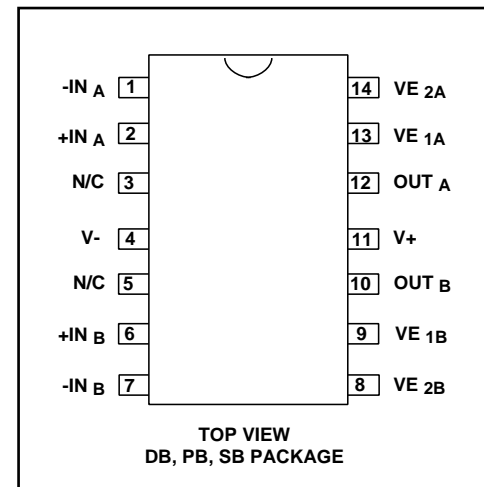 -IN A 1 14 VE 2A
+IN A 2 13 VE 1A
N/C 3 12 OUT A
V- 4 11 V+
N/C 5 10 OUT B
+IN B 6 9 VE 1B
-IN B 7 8 VE 2B
TOP VIEW
DB, PB, SB PACKAGE